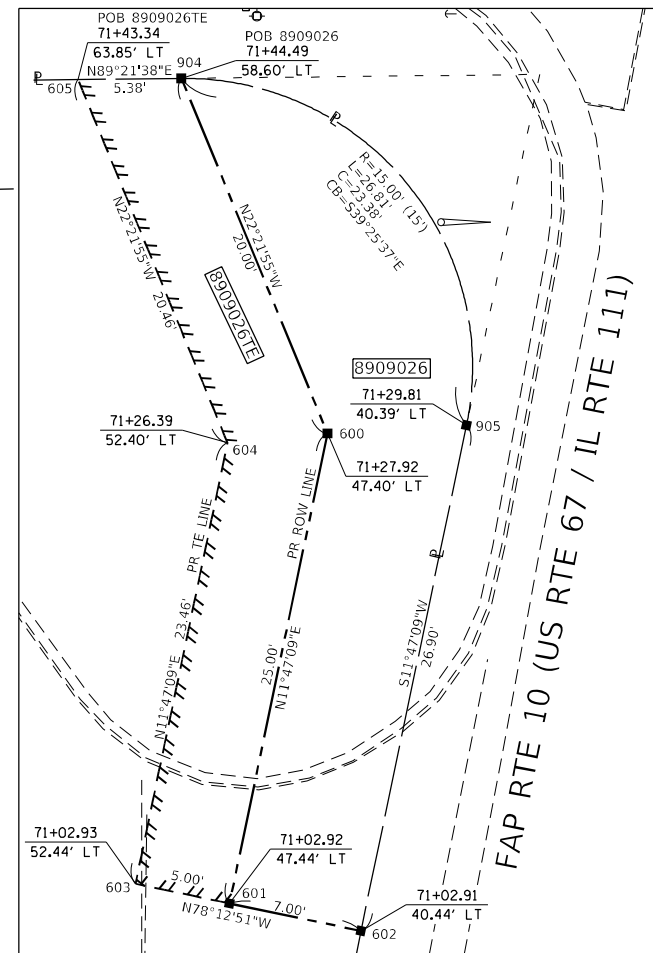 POB 8909026TE
71+43.34
63.85' LT
904
POB 8909026
71+44.49
58.60' LT
P
L
605
N89°21'38"E
5.38'
P
L
R=15.00' (15')
L=26.81'
C=23.38'
CB=S39°25'37"E
N22°21'55"W
20.00'
N22°21'55"W 20.46'
8909026TE
8909026
71+29.81
40.39' LT
905
71+26.39
52.40' LT
604
600
71+27.92
47.40' LT
PR TE LINE
PR ROW LINE
P
L
N11°47'09"E 23.46'
25.00'
N11°47'09"E
S11°47'09"W
26.90'
FAP RTE 10 (US RTE 67 / IL RTE 111)
71+02.93
52.44' LT
603
5.00'
71+02.92
47.44' LT
601
7.00'
N78°12'51"W
71+02.91
40.44' LT
602